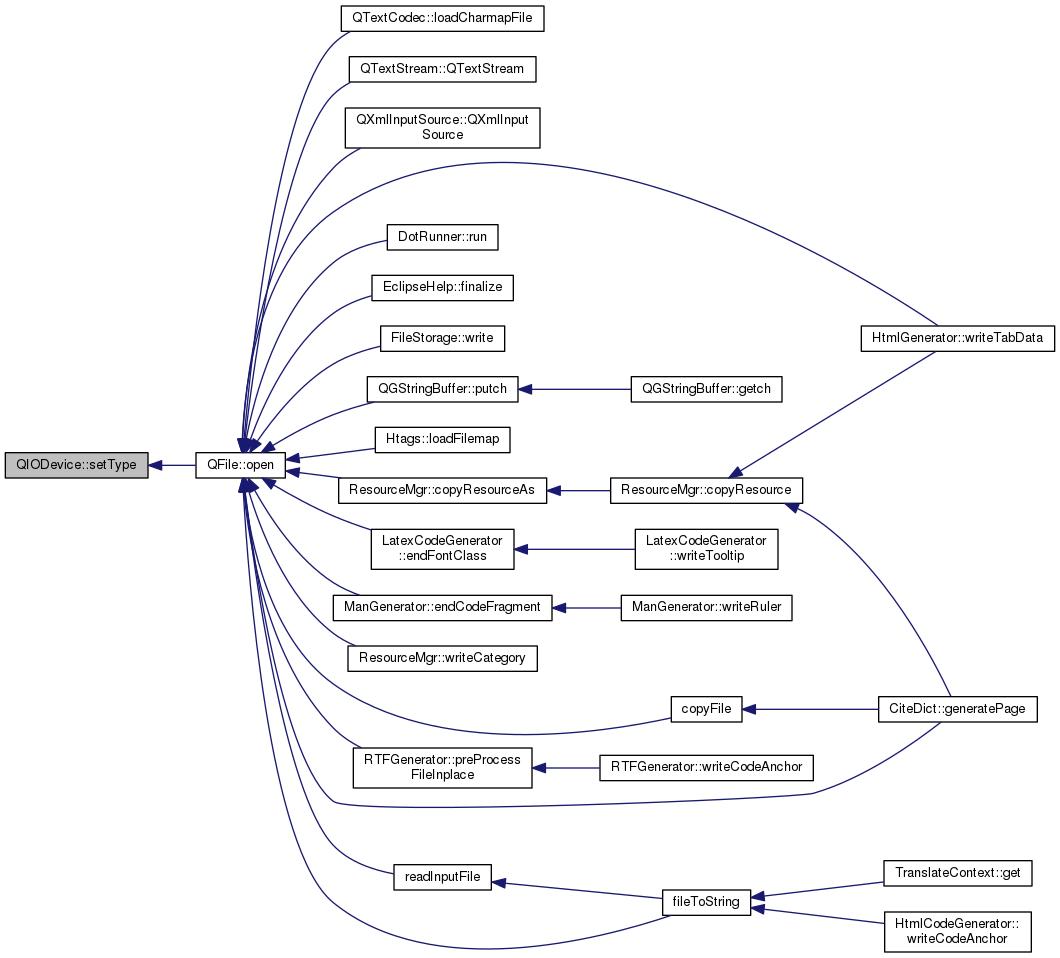 QTextCodec::loadCharmapFile
QTextStream::QTextStream
QXmlInputSource::QXmlInput
Source
DotRunner::run
EclipseHelp::finalize
FileStorage::write
HtmlGenerator::writeTabData
QGStringBuffer::putch
QGStringBuffer::getch
Htags::loadFilemap
QIODevice::setType
QFile::open
ResourceMgr::copyResourceAs
ResourceMgr::copyResource
LatexCodeGenerator
::endFontClass
LatexCodeGenerator
::writeTooltip
ManGenerator::endCodeFragment
ManGenerator::writeRuler
ResourceMgr::writeCategory
copyFile
CiteDict::generatePage
RTFGenerator::preProcess
FileInplace
RTFGenerator::writeCodeAnchor
readInputFile
fileToString
TranslateContext::get
HtmlCodeGenerator::
writeCodeAnchor